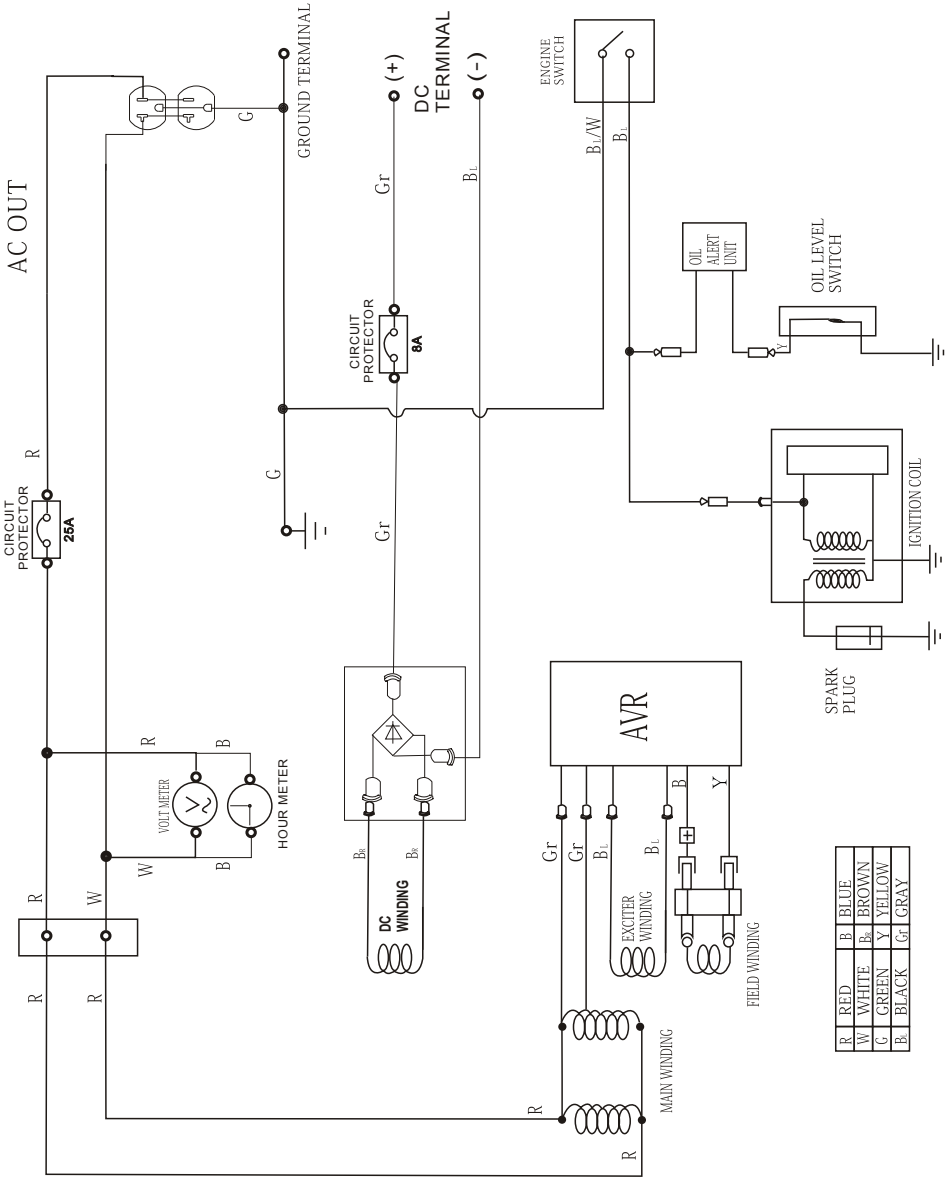 AC OUT
R
CIRCUIT
PROTECTOR
25A
R
W
R
R
R
B
W
B
VOLT METER
V
HOUR METER
G
GROUND TERMINAL
G
(+)
DC
TERMINAL
(-)
Gr
BL
CIRCUIT
PROTECTOR
8A
Gr
ENGINE
SWITCH
BL/W
BL
OIL
ALERT
UNIT
OIL LEVEL
SWITCH
Y
IGNITION COIL
SPARK
PLUG
BR
BR
DC
WINDING
AVR
Gr
Gr
BL
BL
B
Y
+
EXCITER
WINDING
FIELD WINDING
MAIN WINDING
R
R
R RED B BLUE
W WHITE BR BROWN
G GREEN Y YELLOW
BL BLACK Gr GRAY